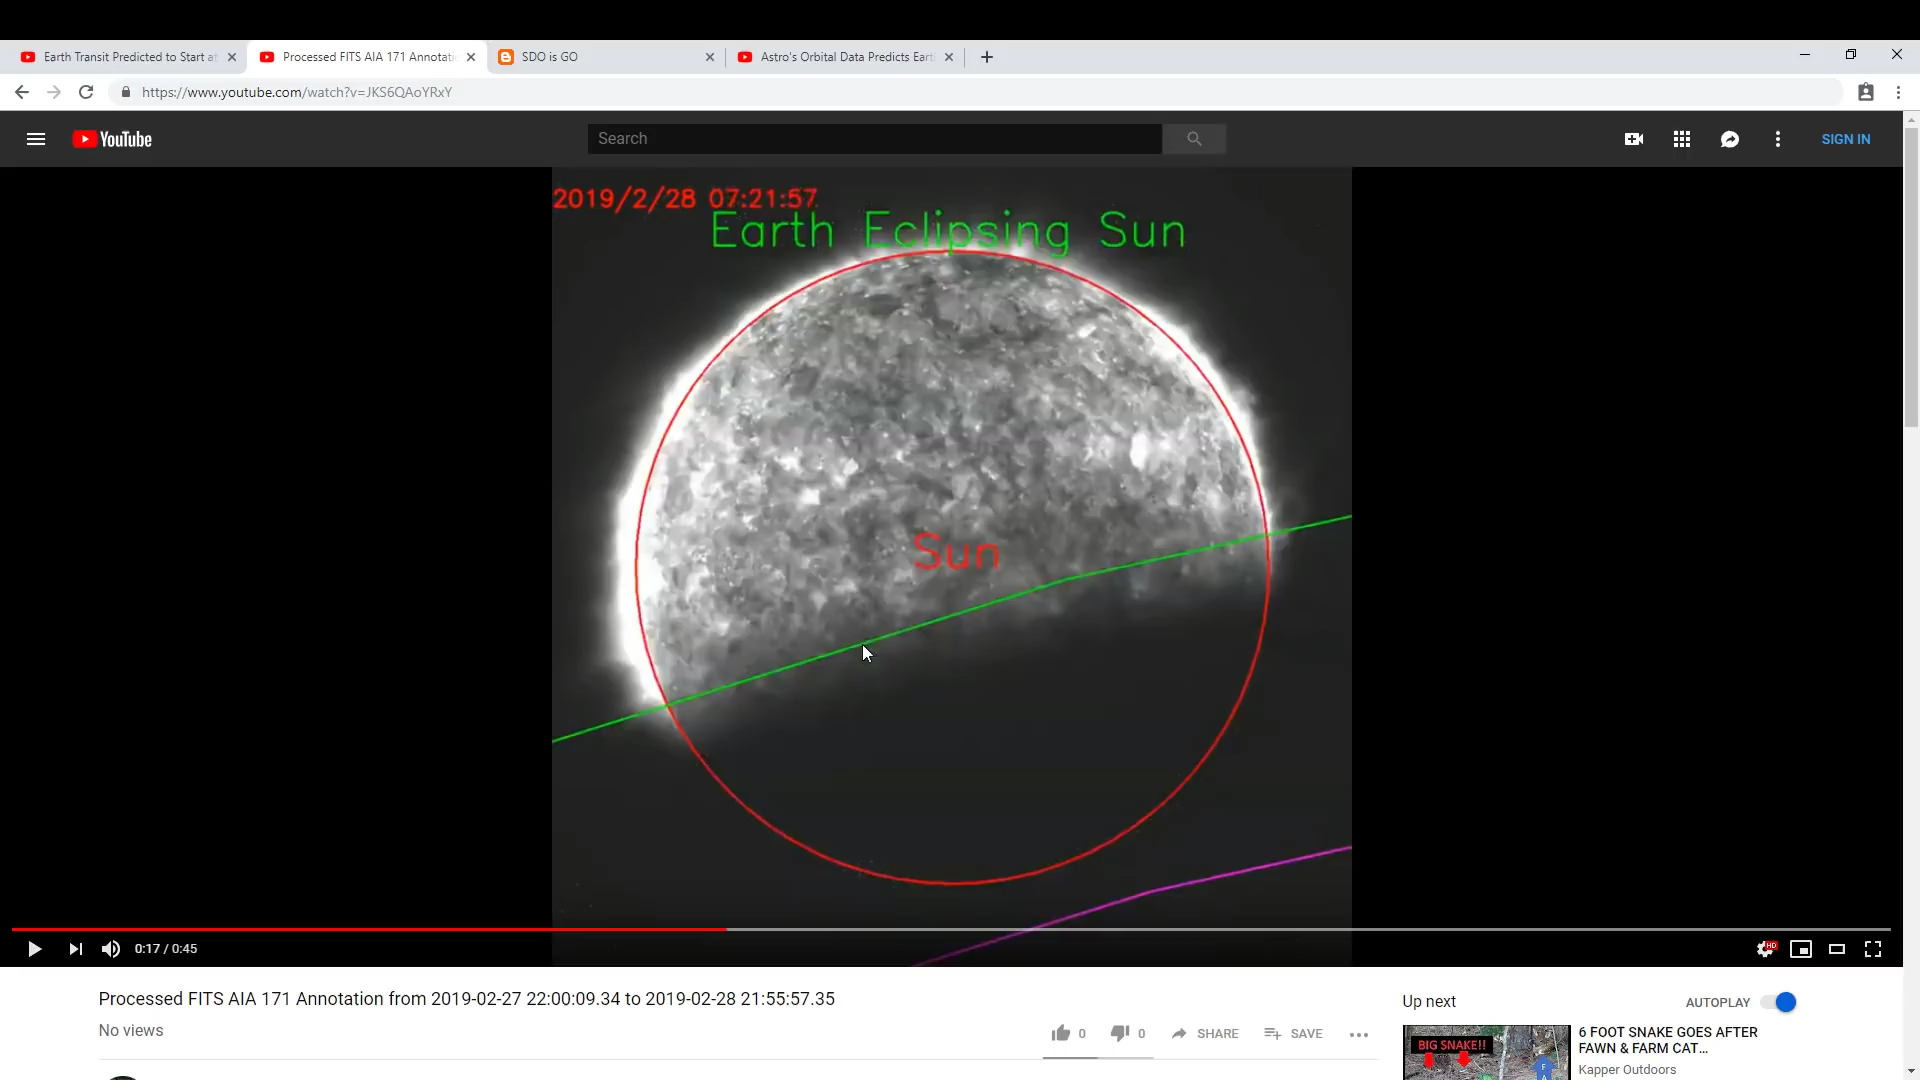 Earth Transit Predicted to Start at
Processed FITS AIA 171 Annotati
SDO is GO
Astro's Orbital Data Predicts Eart
https://www.youtube.com/watch?v=JKS6QAoYRxY
YouTube
Search
SIGN IN
2019/2/28 07:21:57
Earth Eclipsing Sun
Sun
0:17 / 0:45
HD
Processed FITS AIA 171 Annotation from 2019-02-27 22:00:09.34 to 2019-02-28 21:55:57.35
No views
0
0
SHARE
SAVE
Up next
AUTOPLAY
BIG SNAKE!!
6 FOOT SNAKE GOES AFTER
FAWN & FARM CAT...
Kapper Outdoors